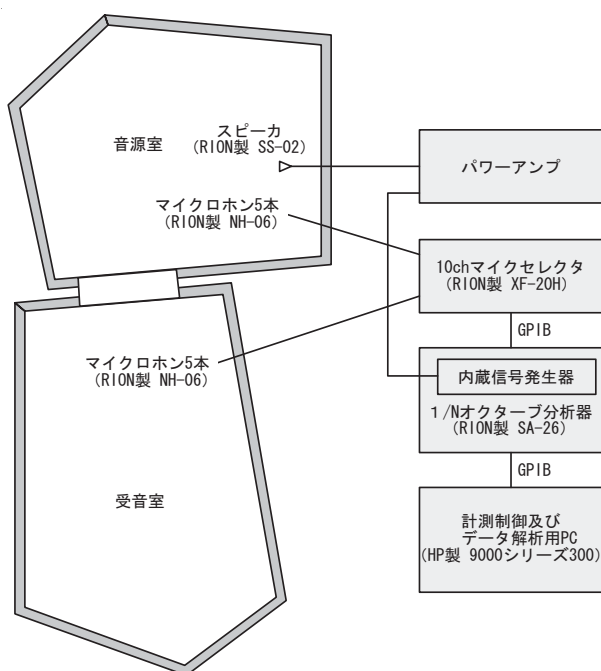 音源室
スピーカ
(RION製 SS-02)
マイクロホン5本
(RION製 NH-06)
マイクロホン5本
(RION製 NH-06)
受音室
パワーアンプ
10chマイクセレクタ
(RION製 XF-20H)
GPIB
内蔵信号発生器
1/Nオクターブ分析器
(RION製 SA-26)
GPIB
計測制御及び
データ解析用PC
(HP製 9000シリーズ300)